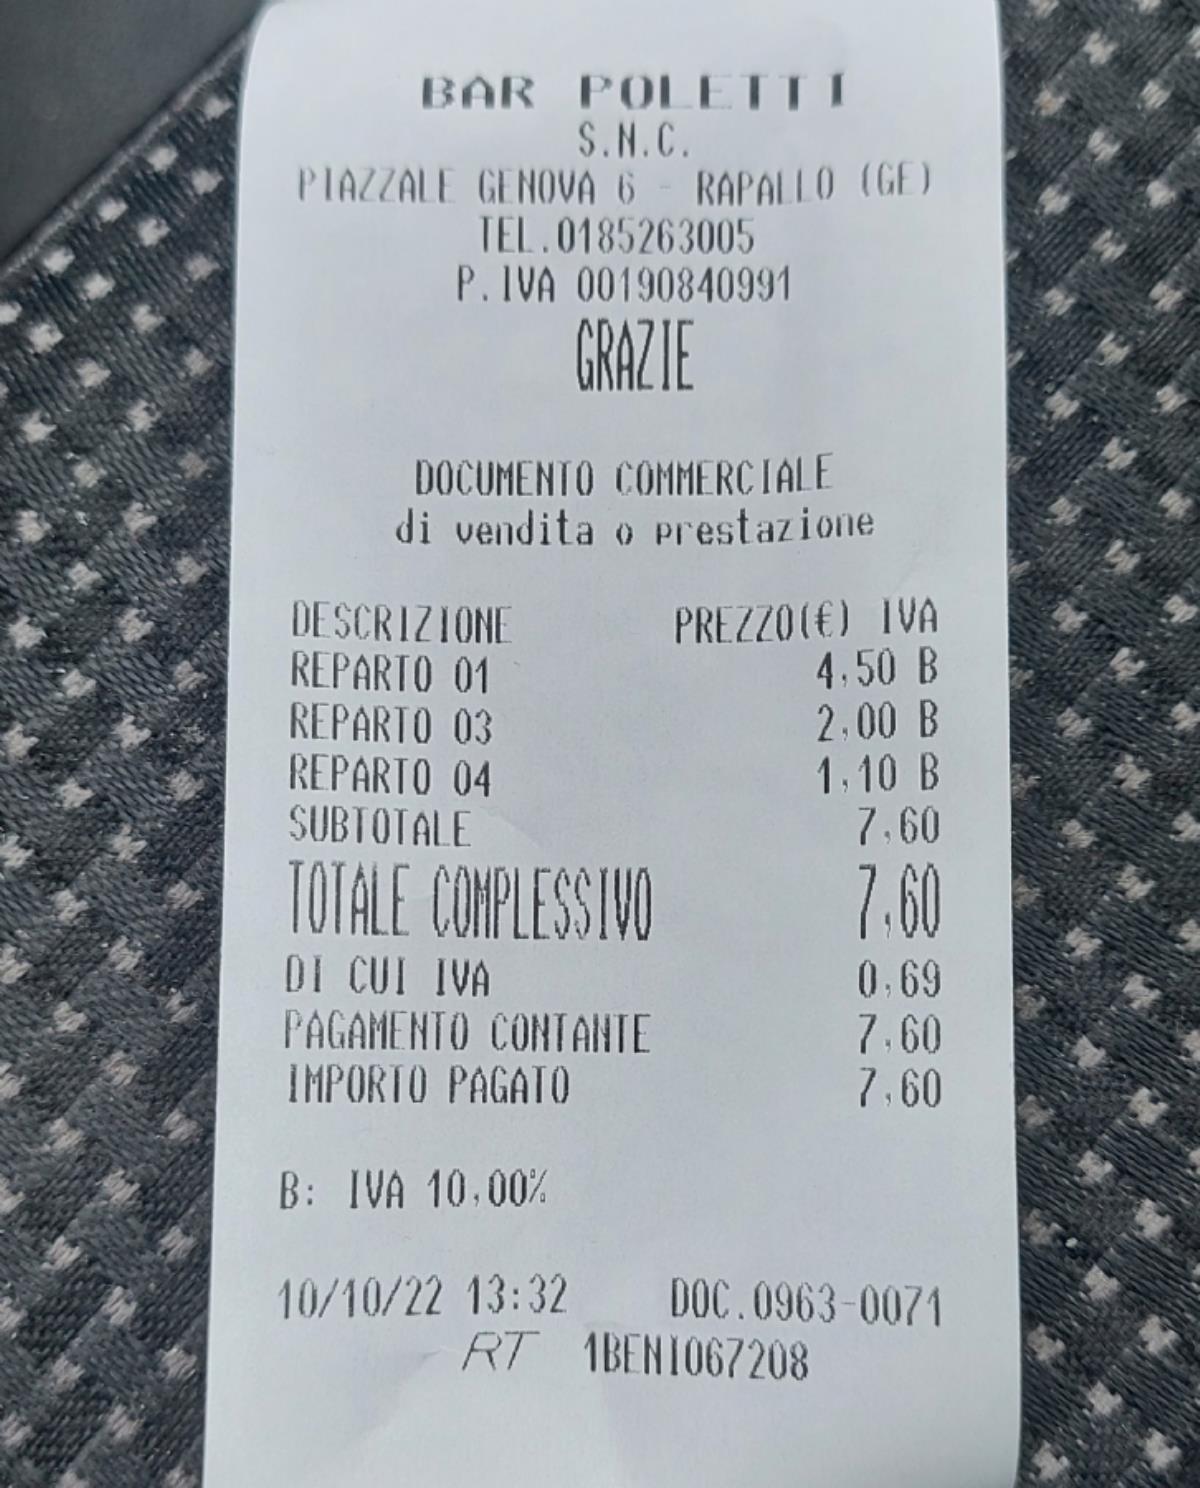 BAR POLETTI
S.N.C.
PIAZZALE GENOVA 6 - RAPALLO (GE)
TEL.0185263005
P.IVA 00190840991
GRAZIE
DOCUMENTO COMMERCIALE
di vendita o prestazione
DESCRIZIONE PREZZO(€) IVA
REPARTO 01 4,50 B
REPARTO 03 2,00 B
REPARTO 04 1,10 B
SUBTOTALE 7,60
TOTALE COMPLESSIVO 7,60
DI CUI IVA 0,69
PAGAMENTO CONTANTE 7,60
IMPORTO PAGATO 7,60
B: IVA 10,00%
10/10/22 13:32 DOC.0963-0071
RT 1BENI067208